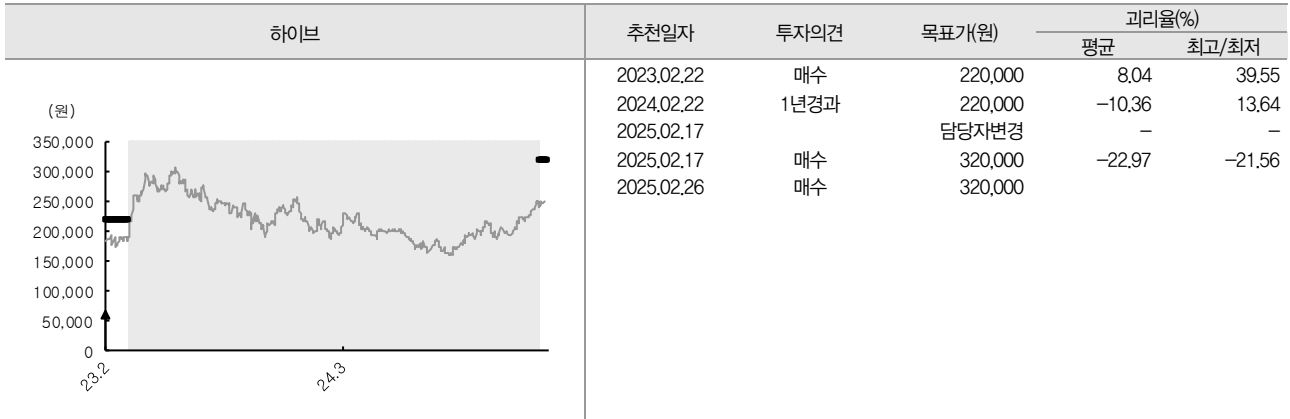 하이브
추천일자 투자의견 목표가(원) 괴리율(%)
평균 최고/최저
2023.02.22 매수 220,000 8.04 39.55
2024.02.22 1년경과 220,000 -10.36 13.64
2025.02.17 담당자변경 - -
2025.02.17 매수 320,000 -22.97 -21.56
2025.02.26 매수 320,000
(원)
350,000
300,000
250,000
200,000
150,000
100,000
50,000
0
23.2 24.3